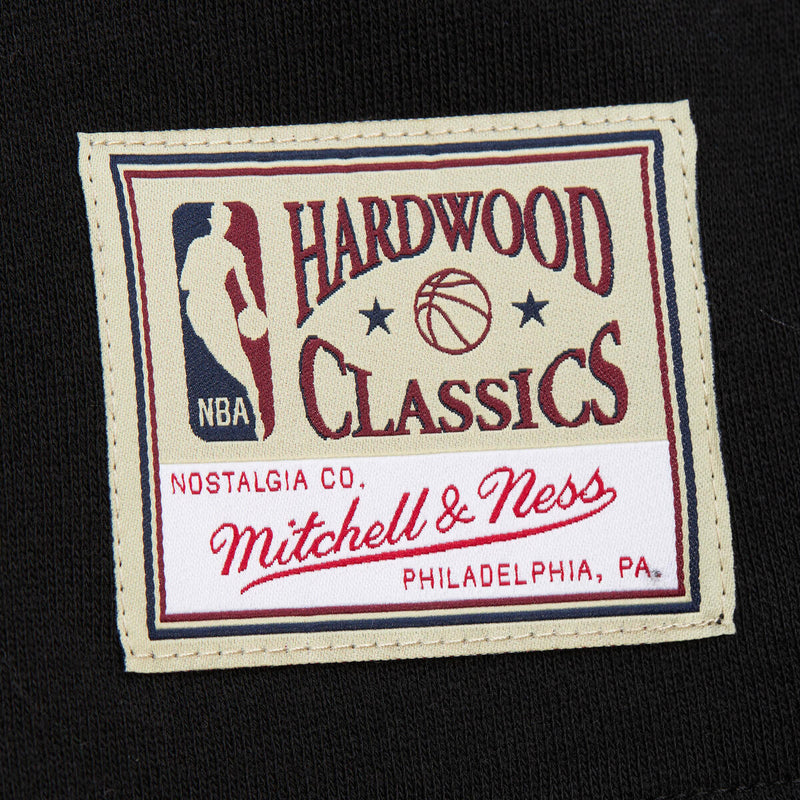 HARDWOOD
CLASSICS
NBA
NOSTALGIA CO.
Mitchell & Ness
PHILADELPHIA, PA.